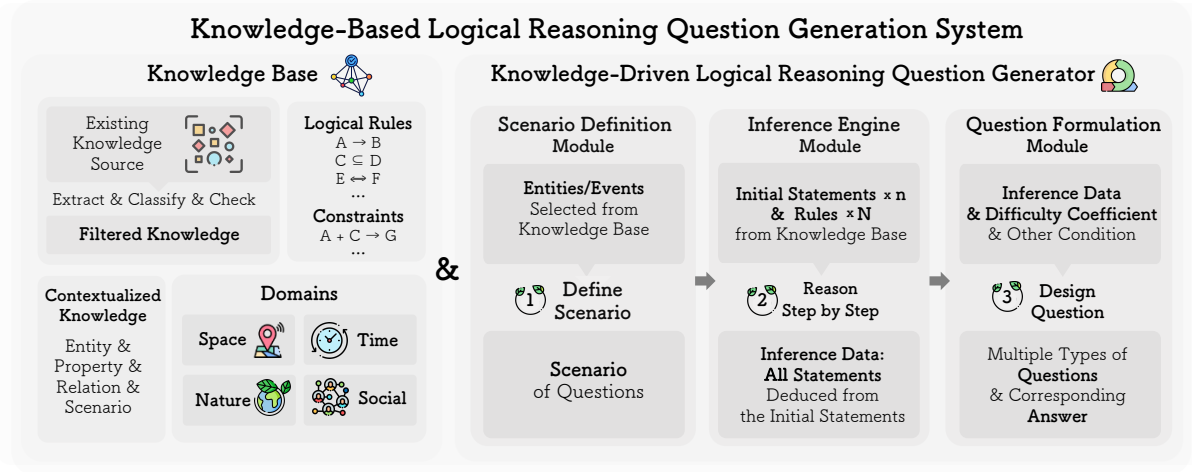 Knowledge-Based Logical Reasoning Question Generation System
Knowledge Base
Existing
Knowledge
Source
Extract & Classify & Check
Filtered Knowledge
Logical Rules
A → B
C ⊆ D
E ↔ F
...
Constraints
A + C → G
...
Contextualized
Knowledge
Entity &
Property &
Relation &
Scenario
Domains
Space
Time
Nature
Social
&
Knowledge-Driven Logical Reasoning Question Generator
Scenario Definition
Module
Entities/Events
Selected from
Knowledge Base
1
Define
Scenario
Scenario
of Questions
Inference Engine
Module
Initial Statements × n
& Rules × N
from Knowledge Base
2
Reason
Step by Step
Inference Data:
All Statements
Deduced from
the Initial Statements
Question Formulation
Module
Inference Data
& Difficulty Coefficient
& Other Condition
3
Design
Question
Multiple Types of
Questions
& Corresponding
Answer